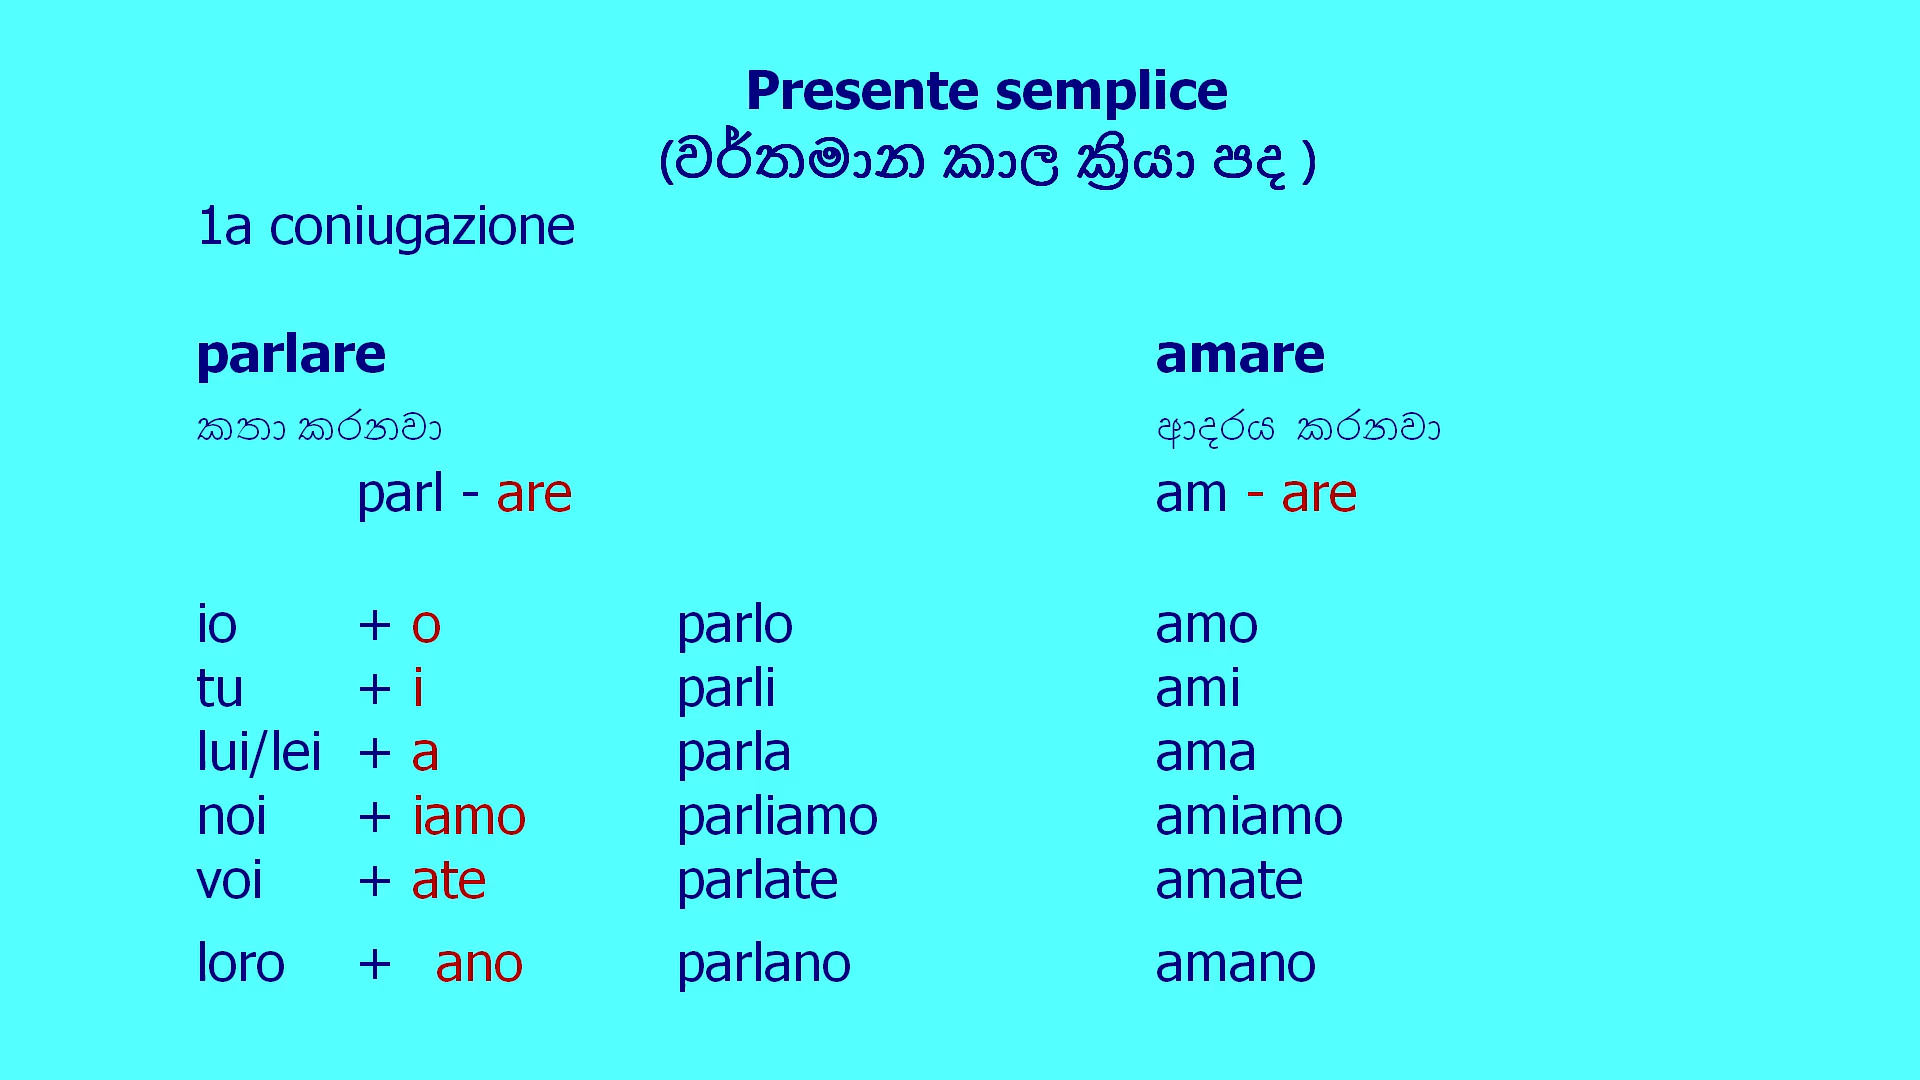 Presente semplice
(වර්තමාන කාල ක්‍රියා පද )
1a coniugazione
parlare amare
කතා කරනවා ආදරය කරනවා
parl - are am - are
io + o parlo amo
tu + i parli ami
lui/lei + a parla ama
noi + iamo parliamo amiamo
voi + ate parlate amate
loro + ano parlano amano